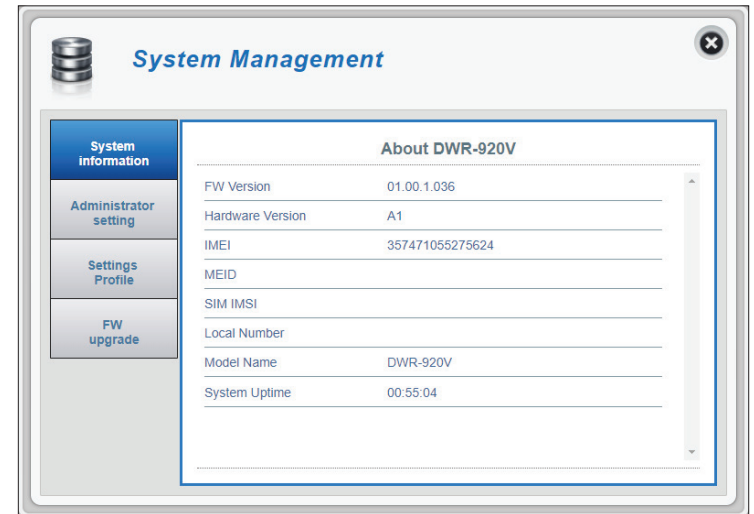 System Management
System
information
Administrator
setting
Settings
Profile
FW
upgrade
About DWR-920V
FW Version 01.00.1.036
Hardware Version A1
IMEI 357471055275624
MEID
SIM IMSI
Local Number
Model Name DWR-920V
System Uptime 00:55:04